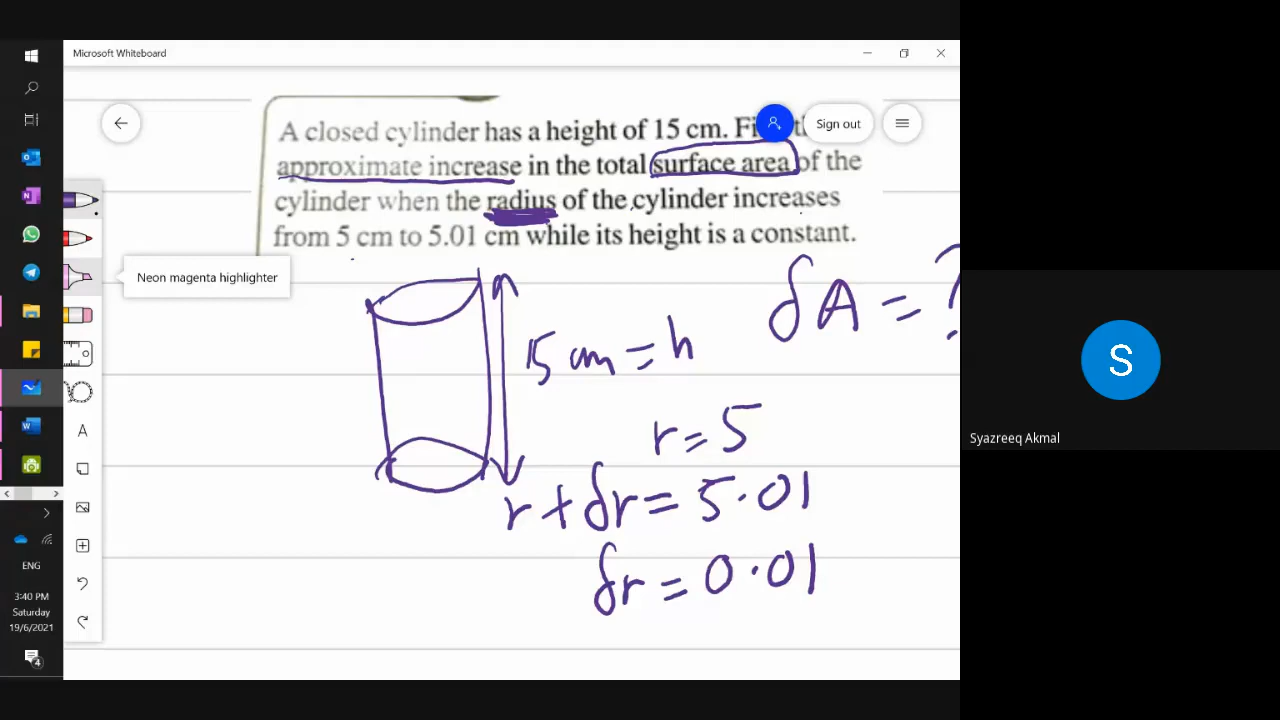 Microsoft Whiteboard
A closed cylinder has a height of 15 cm.
Sign out
approximate increase in the total surface area of the
cylinder when the radius of the cylinder increases
from 5 cm to 5.01 cm while its height is a constant.
Neon magenta highlighter
δA = ?
15 cm = h
r = 5
r + δr = 5.01
δr = 0.01
S
Syazreeq Akmal
A
ENG
3:40 PM
Saturday
19/6/2021
4